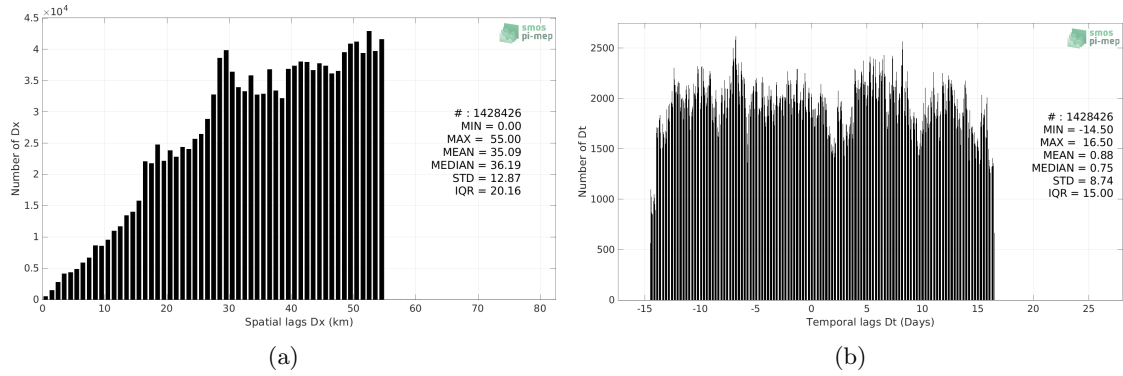 ×10⁴
4.5
4
3.5
3
2.5
2
1.5
1
0.5
0
Number of Dx
0 10 20 30 40 50 60 70 80
Spatial lags Dx (km)
smos
pi-mep
# : 1428426
MIN = 0.00
MAX = 55.00
MEAN = 35.09
MEDIAN = 36.19
STD = 12.87
IQR = 20.16
(a)
2500
2000
1500
1000
500
0
Number of Dt
-15 -10 -5 0 5 10 15 20 25
Temporal lags Dt (Days)
smos
pi-mep
# : 1428426
MIN = -14.50
MAX = 16.50
MEAN = 0.88
MEDIAN = 0.75
STD = 8.74
IQR = 15.00
(b)